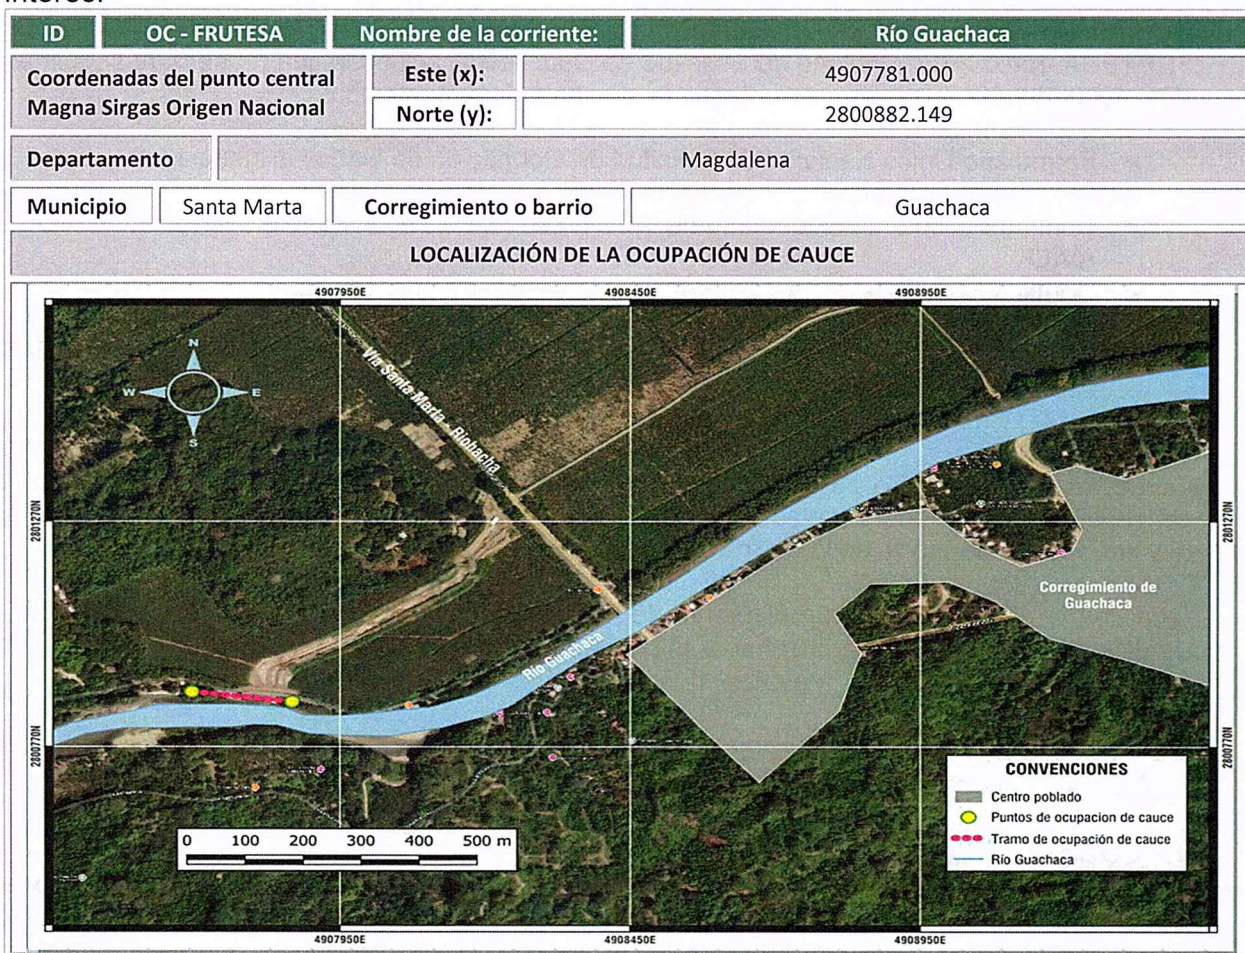 ID OC - FRUTESA Nombre de la corriente: Río Guachaca
Coordenadas del punto central Este (x): 4907781.000
Magna Sirgas Origen Nacional Norte (y): 2800882.149
Departamento Magdalena
Municipio Santa Marta Corregimiento o barrio Guachaca
LOCALIZACIÓN DE LA OCUPACIÓN DE CAUCE
4907950E 4908450E 4908950E
N
W E
S
Vía Santa Marta - Riohacha
2801270N 2801270N
Corregimiento de
Guachaca
Río Guachaca
2800770N 2800770N
CONVENCIONES
Centro poblado
Puntos de ocupacion de cauce
Tramo de ocupación de cauce
Río Guachaca
0 100 200 300 400 500 m
4907950E 4908450E 4908950E